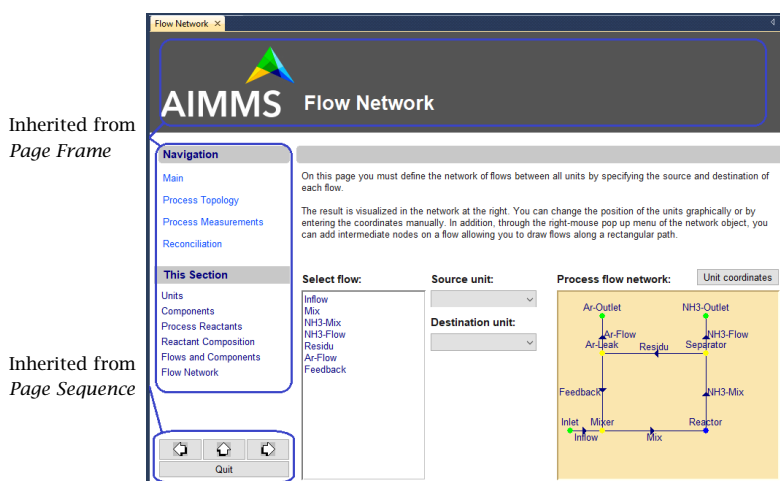 Flow Network ×
AIMMS
Flow Network
Inherited from
Page Frame
Navigation
Main
Process Topology
Process Measurements
Reconciliation
On this page you must define the network of flows between all units by specifying the source and destination of
each flow.
The result is visualized in the network at the right. You can change the position of the units graphically or by
entering the coordinates manually. In addition, through the right-mouse pop up menu of the network object, you
can add intermediate nodes on a flow allowing you to draw flows along a rectangular path.
This Section
Units
Components
Process Reactants
Reactant Composition
Flows and Components
Flow Network
Inherited from
Page Sequence
Quit
Select flow:
Inflow
Mix
NH3-Mix
NH3-Flow
Residu
Ar-Flow
Feedback
Source unit:
Destination unit:
Process flow network:
Unit coordinates
Ar-Outlet
NH3-Outlet
Ar-Flow
NH3-Flow
Ar-Leak
Residu
Separator
Feedback
NH3-Mix
Inlet
Mixer
Reactor
Inflow
Mix